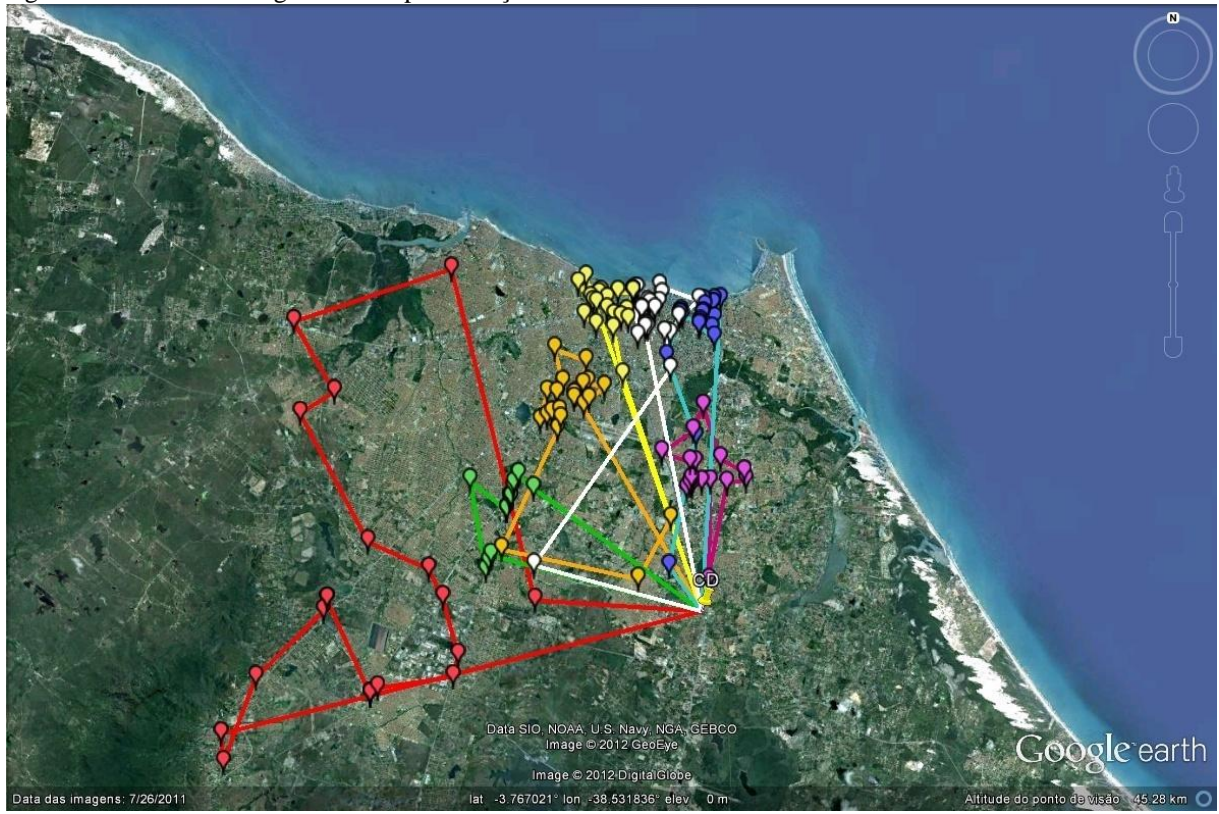 N
CD
Data SIO, NOAA, U.S. Navy, NGA, GEBCO
Image © 2012 GeoEye
Image © 2012 DigitalGlobe
Google earth
Data das imagens: 7/26/2011 lat -3.767021° lon -38.531836° elev 0 m Altitude do ponto de visão 45.28 km